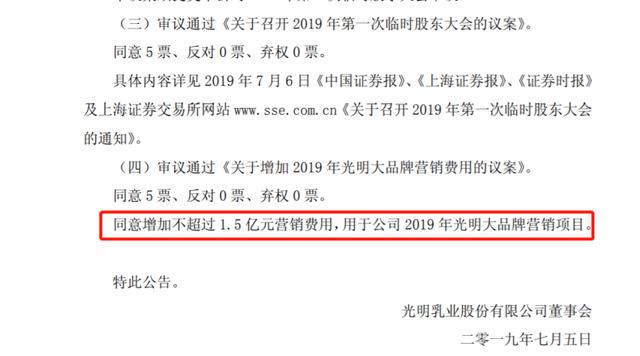 （三）审议通过《关于召开 2019 年第一次临时股东大会的议案》
同意 5 票、反对 0 票、弃权 0 票。
具体内容详见 2019 年 7 月 6 日《中国证券报》、《上海证券报》、《证券时报》
及上海证券交易所网站 www.sse.com.cn《关于召开 2019 年第一次临时股东大会
的通知》。
（四）审议通过《关于增加 2019 年光明大品牌营销费用的议案》
同意 5 票、反对 0 票、弃权 0 票。
同意增加不超过 1.5 亿元营销费用，用于公司 2019 年光明大品牌营销项目。
特此公告。
光明乳业股份有限公司董事会
二零一九年七月五日